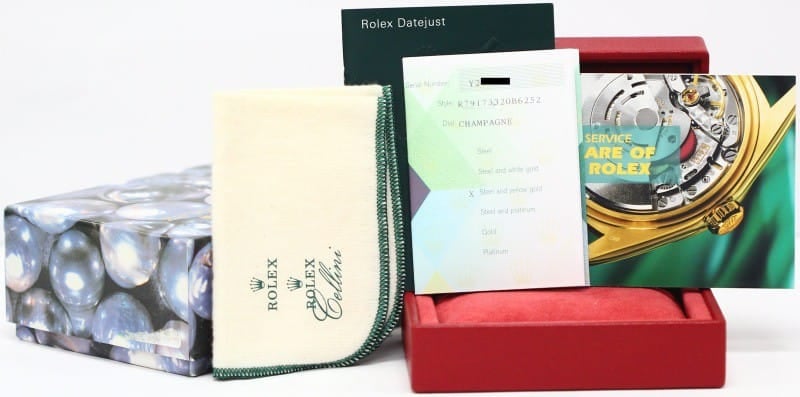 Rolex Datejust
Serial Number: Y2
Style: R79173320B6252
Dial: CHAMPAGNE
Steel
Steel and white gold
X Steel and yellow gold
Steel and platinum
Gold
Platinum
SERVICE
ARE OF
ROLEX
ROLEX
ROLEX
Cellini